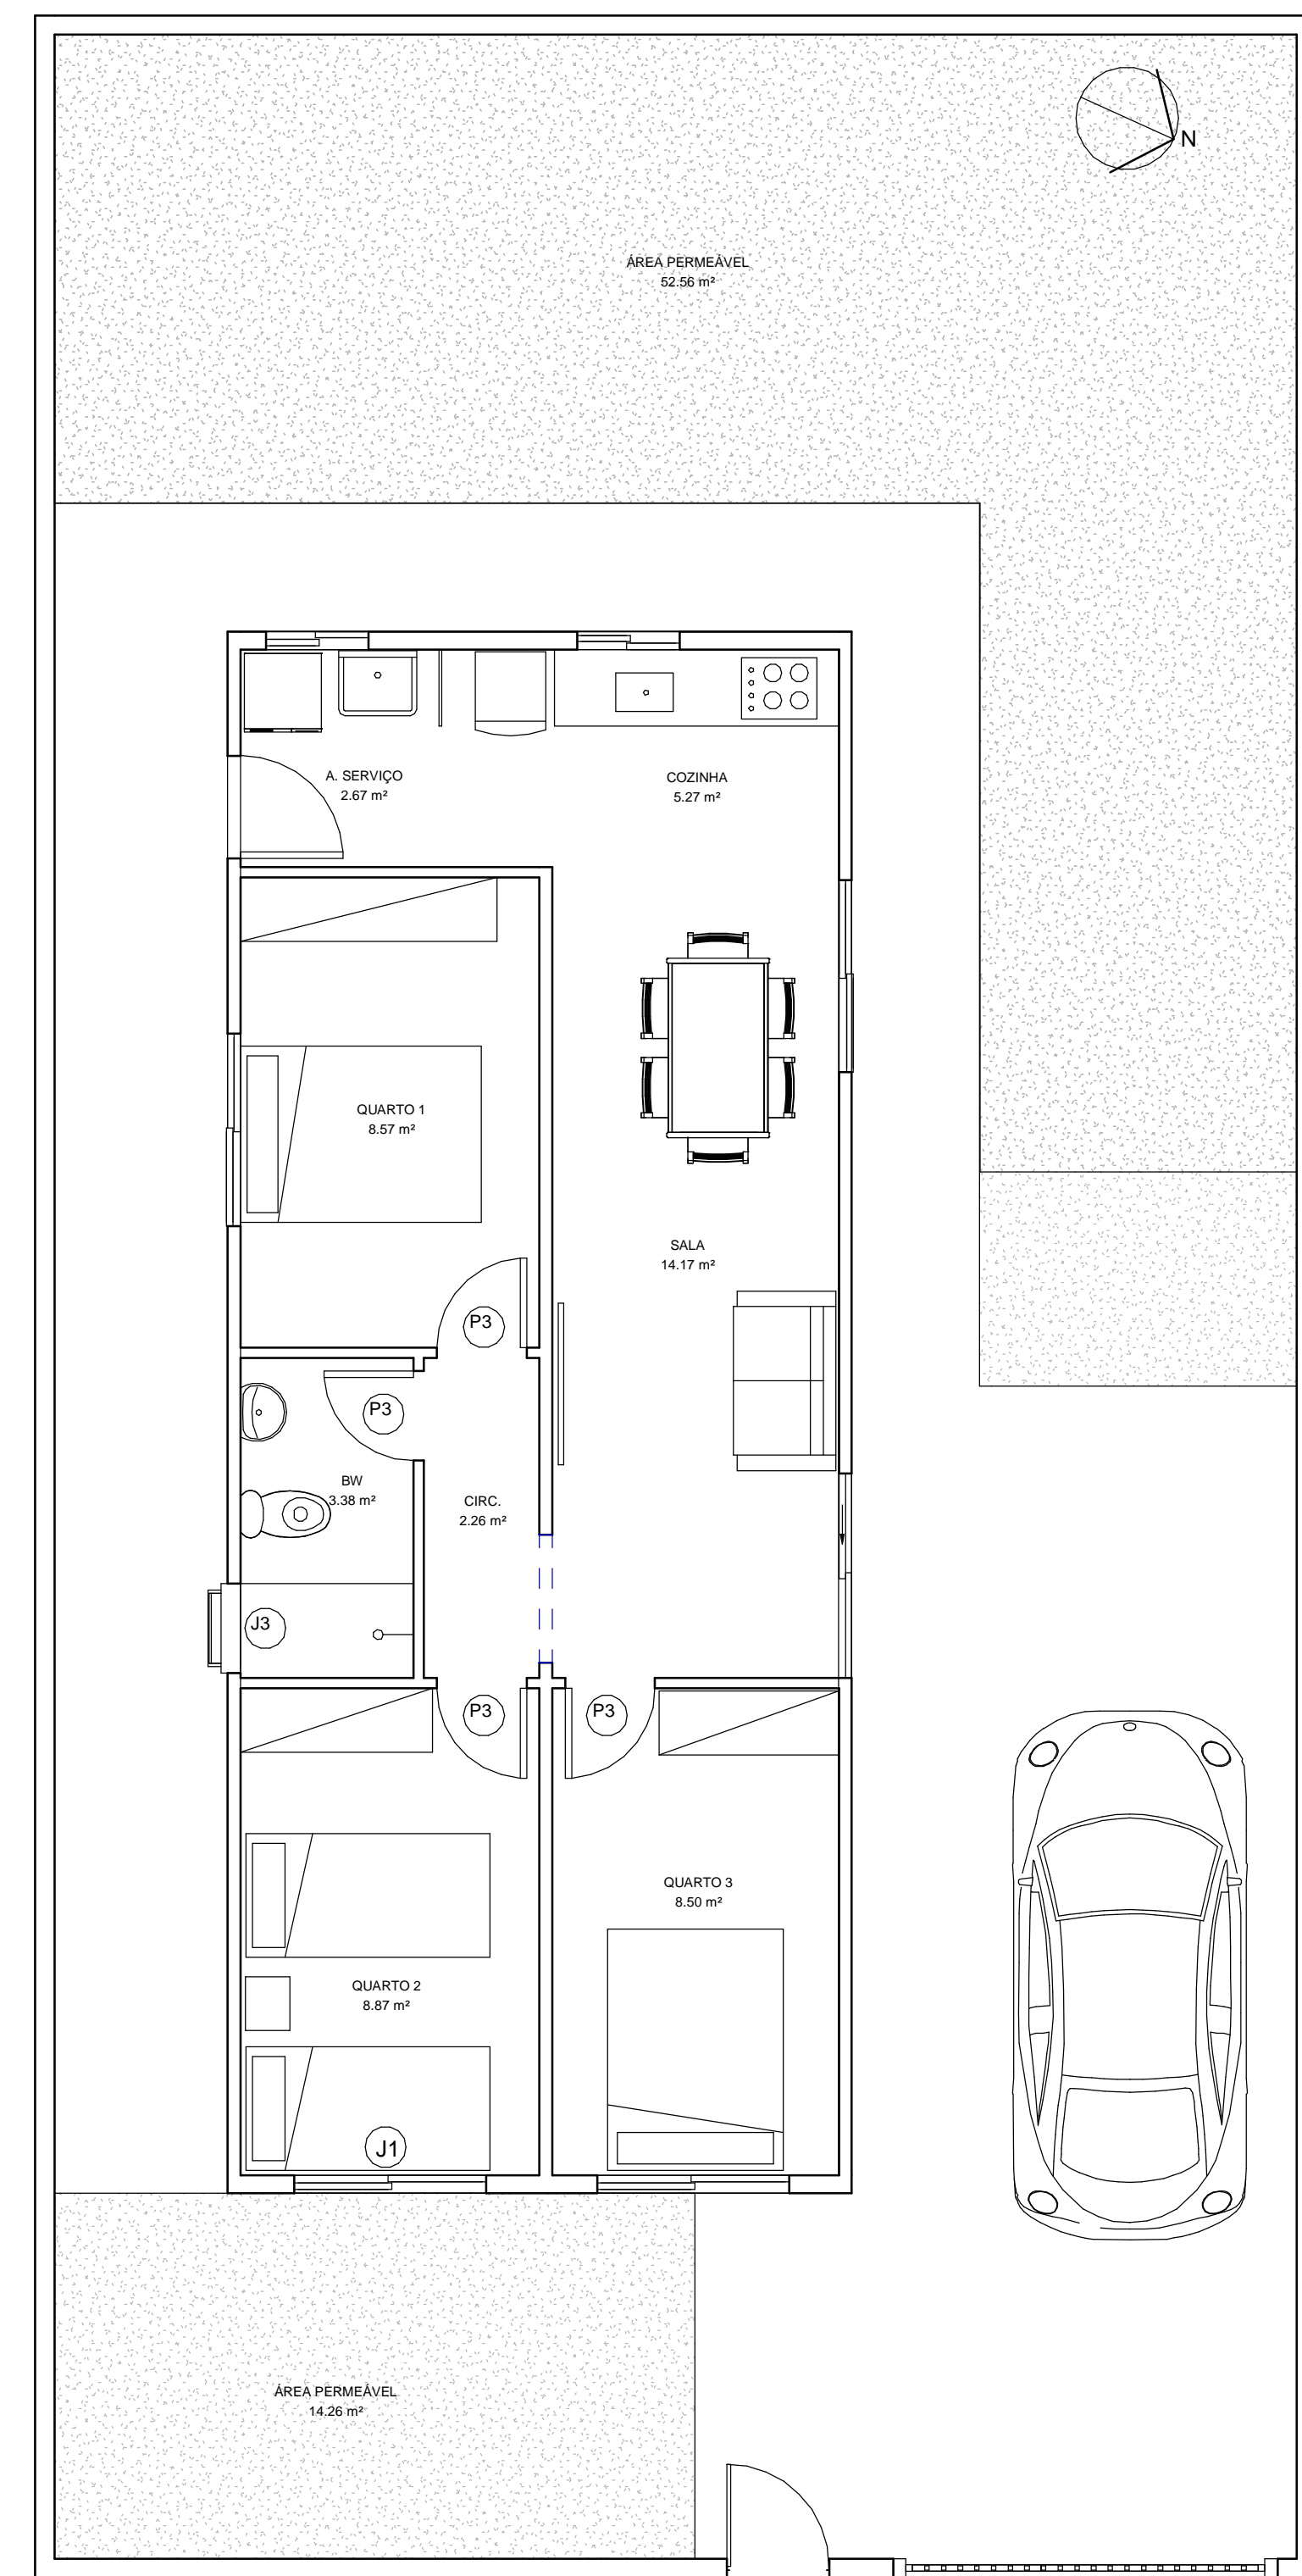 N
ÁREA PERMEÁVEL
52.56 m²
A. SERVIÇO
2.67 m²
COZINHA
5.27 m²
QUARTO 1
8.57 m²
SALA
14.17 m²
P3
P3
BW
3.38 m²
CIRC.
2.26 m²
J3
P3
P3
QUARTO 3
8.50 m²
QUARTO 2
8.87 m²
J1
ÁREA PERMEÁVEL
14.26 m²